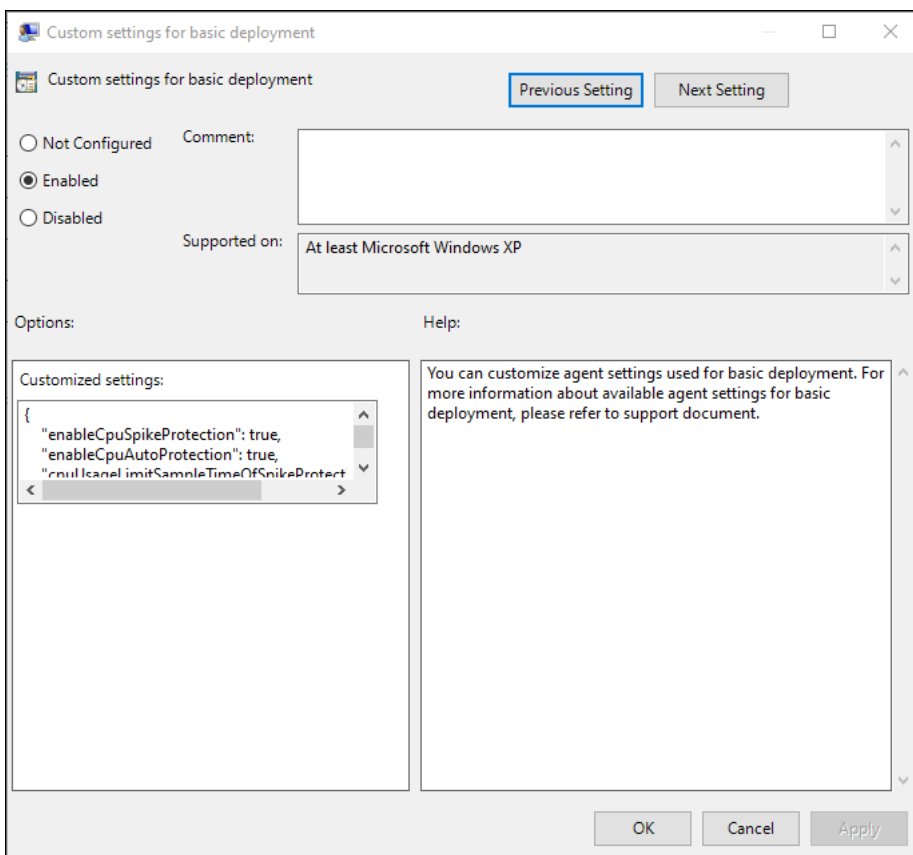 Custom settings for basic deployment
Custom settings for basic deployment
Previous Setting
Next Setting
Not Configured
Comment:
Enabled
Disabled
Supported on:
At least Microsoft Windows XP
Options:
Help:
Customized settings:
{
"enableCpuSpikeProtection": true,
"enableCpuAutoProtection": true,
"cpuUsageLimitSampleTimeOfSpikeProtect
You can customize agent settings used for basic deployment. For
more information about available agent settings for basic
deployment, please refer to support document.
OK
Cancel
Apply